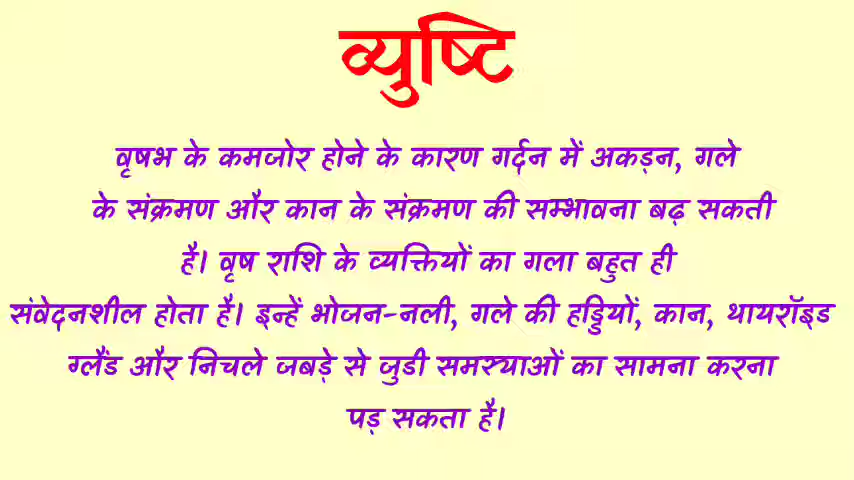 व्युष्टि
वृषभ के कमजोर होने के कारण गर्दन में अकड़न, गले
के संक्रमण और कान के संक्रमण की सम्भावना बढ़ सकती
है। वृष राशि के व्यक्तियों का गला बहुत ही
संवेदनशील होता है। इन्हें भोजन-नली, गले की हड्डियों, कान, थायरॉइड
ग्लैंड और निचले जबड़े से जुडी समस्याओं का सामना करना
पड़ सकता है।